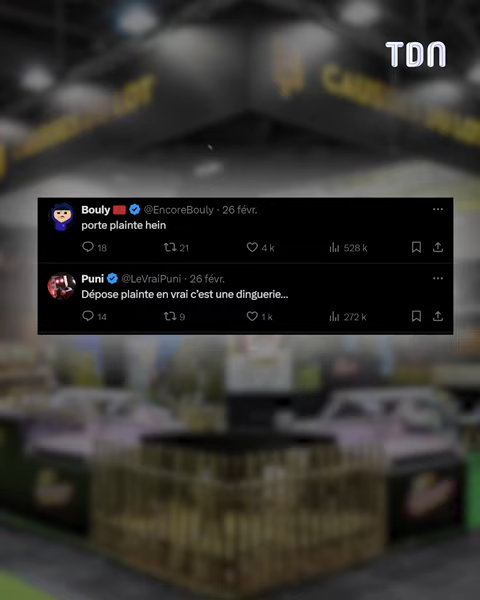 TDN
Bouly @EncoreBouly · 26 févr.
porte plainte hein
18 21 4 k 528 k
Puni @LeVraiPuni · 26 févr.
Dépose plainte en vrai c'est une dinguerie...
14 9 1 k 272 k